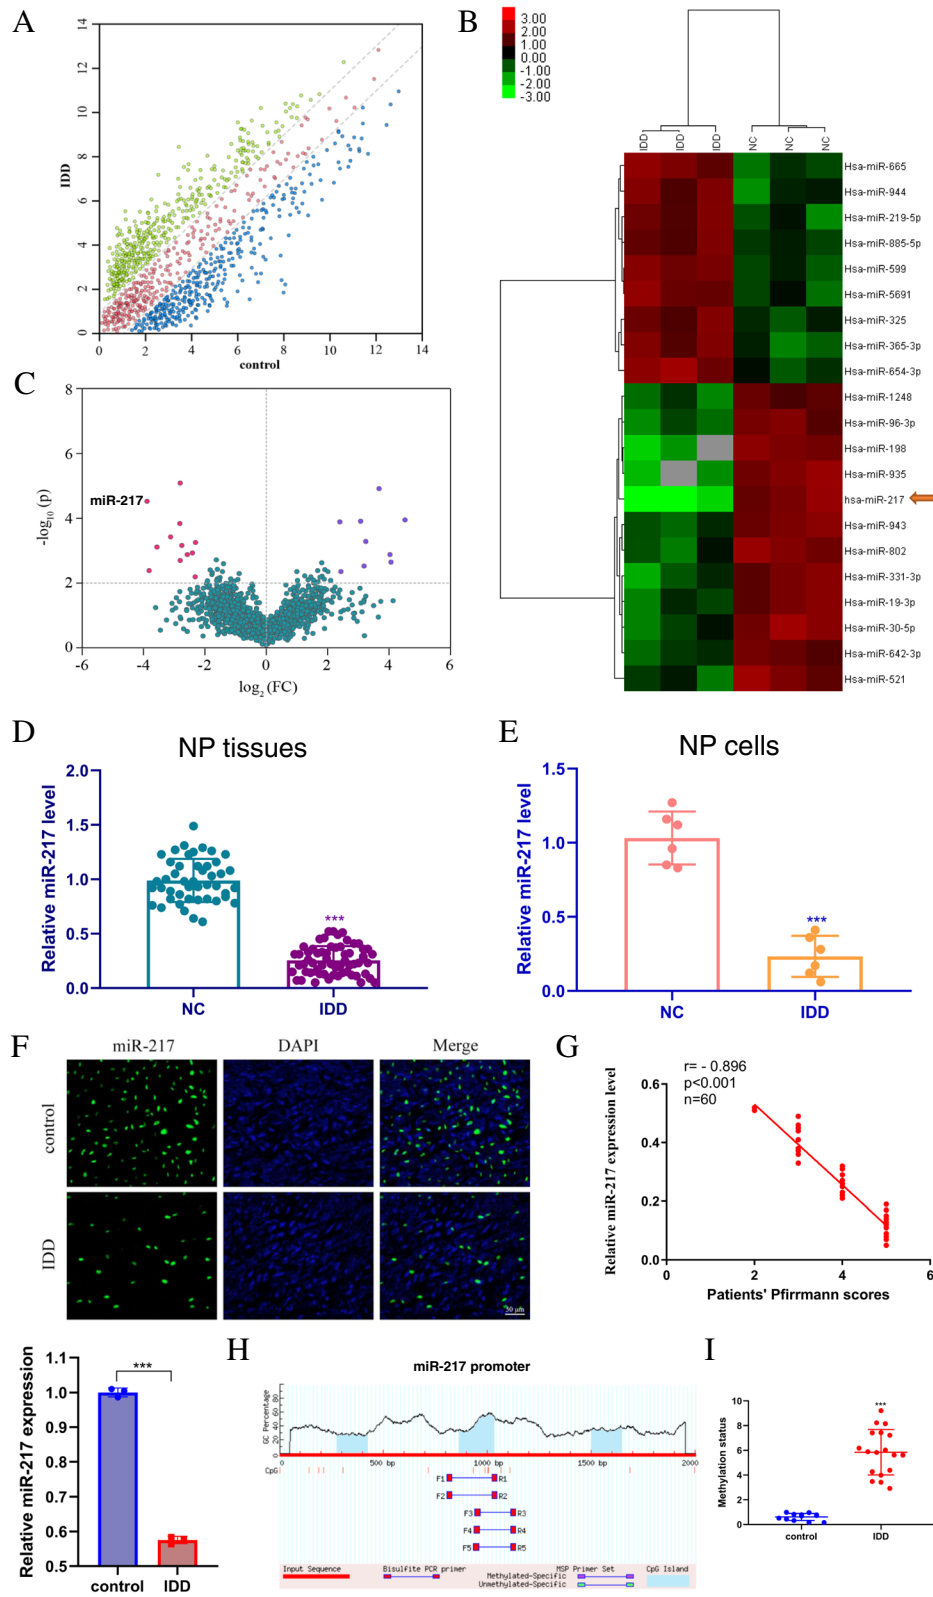 A
14
12
10
8
6
4
2
0
IDD
0 2 4 6 8 10 12 14
control
B
3.00
2.00
1.00
0.00
-1.00
-2.00
-3.00
IDD IDD IDD NC NC NC
Hsa-miR-665
Hsa-miR-944
Hsa-miR-219-5p
Hsa-miR-885-5p
Hsa-miR-599
Hsa-miR-5691
Hsa-miR-325
Hsa-miR-365-3p
Hsa-miR-654-3p
Hsa-miR-1248
Hsa-miR-96-3p
Hsa-miR-198
Hsa-miR-935
hsa-miR-217
Hsa-miR-943
Hsa-miR-802
Hsa-miR-331-3p
Hsa-miR-19-3p
Hsa-miR-30-5p
Hsa-miR-642-3p
Hsa-miR-521
C
8
6
4
2
0
-log10 (p)
miR-217
-6 -4 -2 0 2 4 6
log2 (FC)
D
NP tissues
2.0
1.5
1.0
0.5
0.0
Relative miR-217 level
***
NC IDD
E
NP cells
1.5
1.0
0.5
0.0
Relative miR-217 level
***
NC IDD
F
miR-217 DAPI Merge
control
IDD
30 μm
G
r= - 0.896
p<0.001
n=60
0.6
0.4
0.2
0.0
Relative miR-217 expression level
0 2 4 6
Patients' Pfirrmann scores
1.1
1.0
0.9
0.8
0.7
0.6
0.5
Relative miR-217 expression
***
control IDD
H
miR-217 promoter
GC Percentage
80
60
40
20
0
0 500 bp 1000 bp 1500 bp 2000
CpG
F1 R1
F2 R2
F3 R3
F4 R4
F5 R5
Input Sequence Bisulfite PCR primer MSP Primer Set CpG Island
Methylated-Specific
Unmethylated-Specific
I
10
8
6
4
2
0
Methylation status
***
control IDD